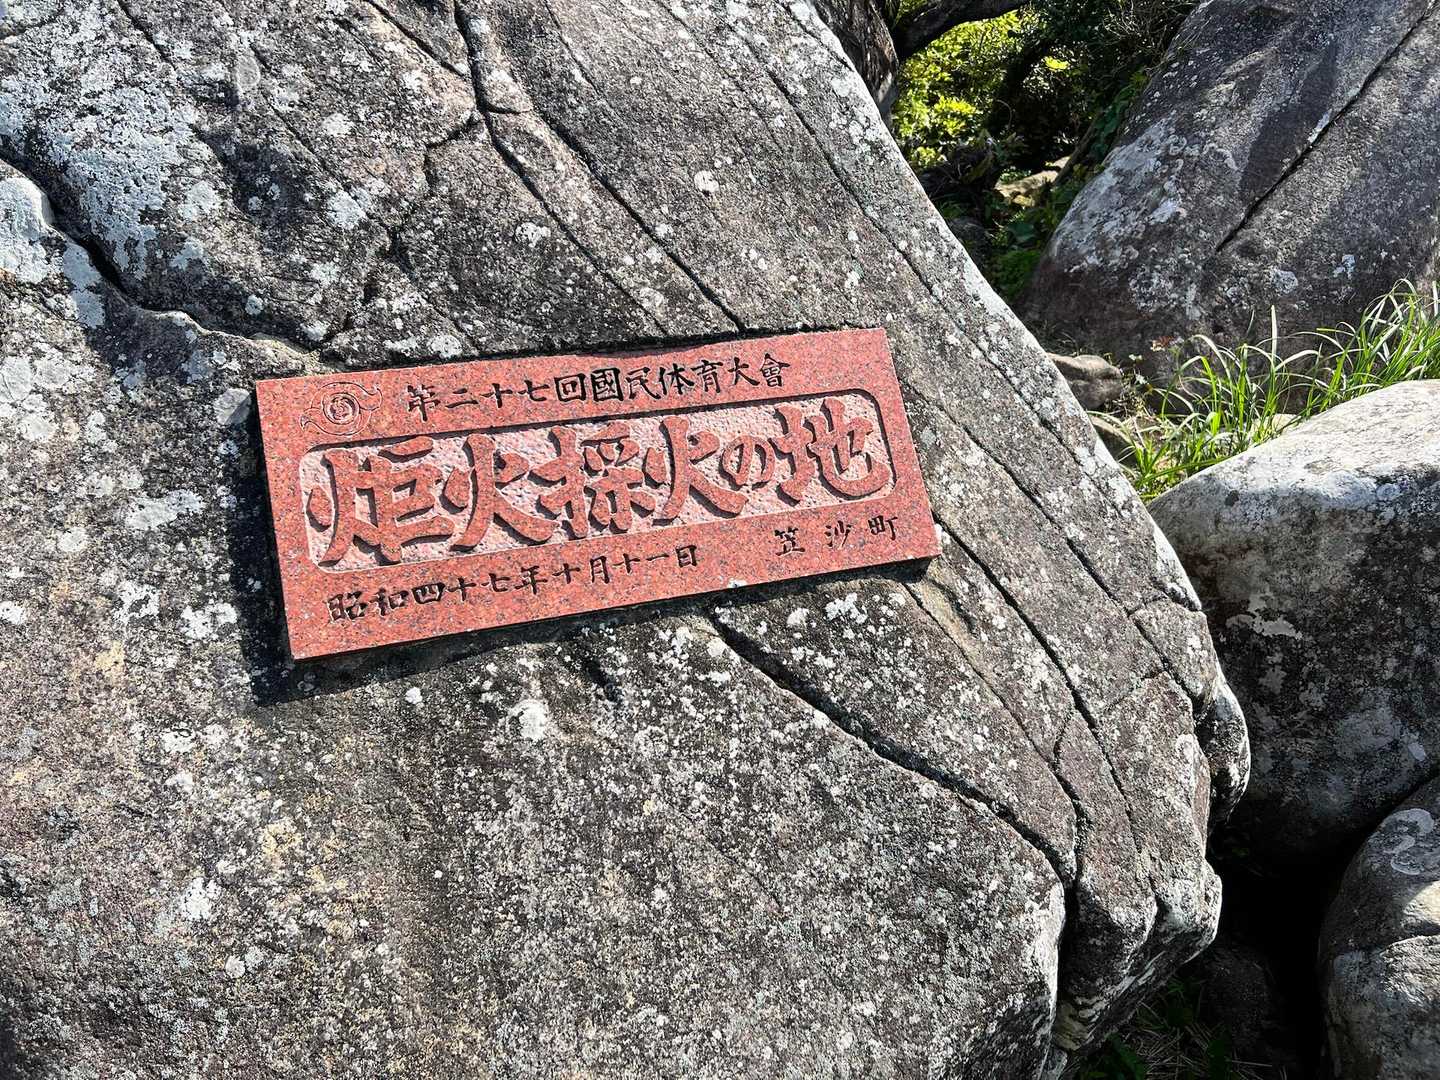 第二十七回國民体育大會
炬火採火の地
昭和四十七年十月十一日
笠沙町